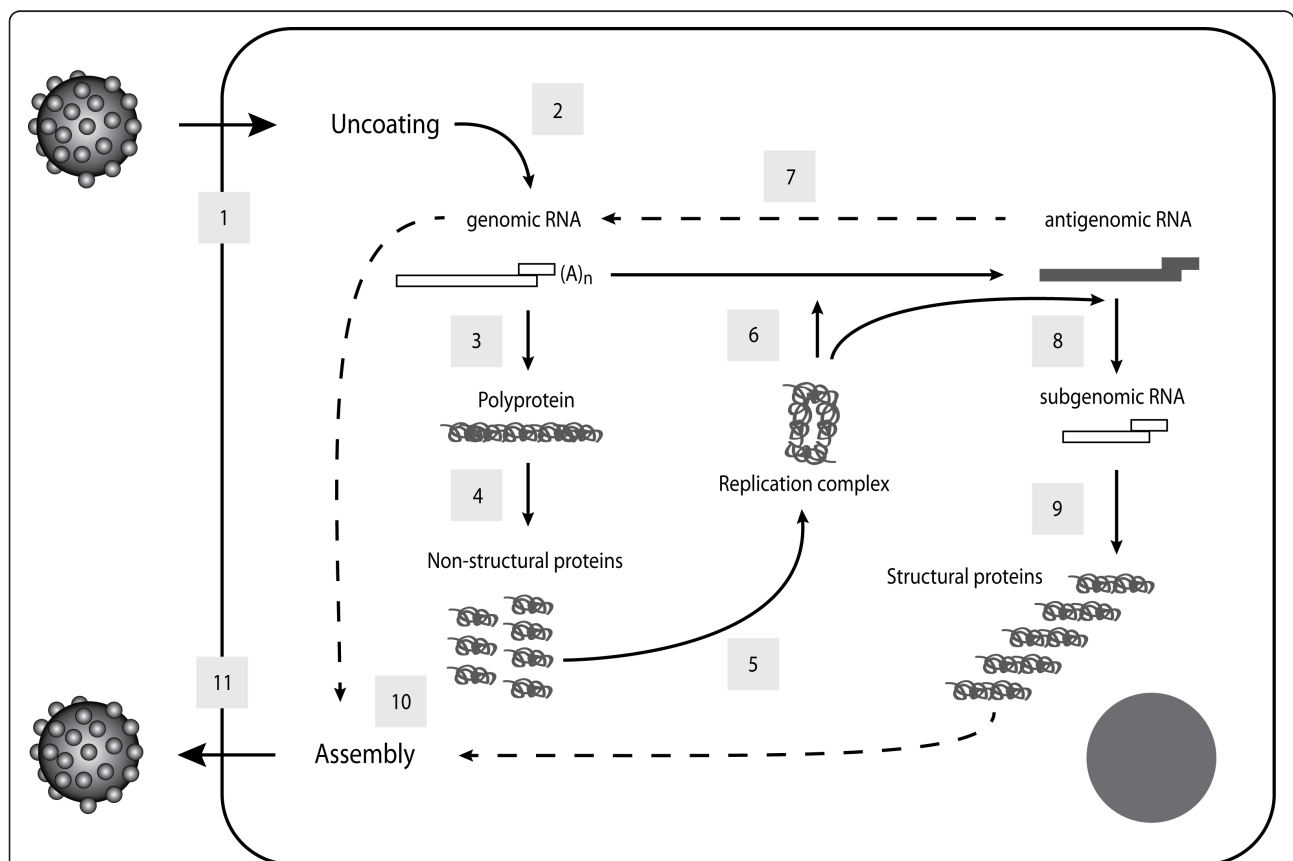 2
Uncoating
7
1
genomic RNA
antigenomic RNA
(A)n
3
6
8
Polyprotein
subgenomic RNA
4
Replication complex
9
Non-structural proteins
Structural proteins
5
11
10
Assembly